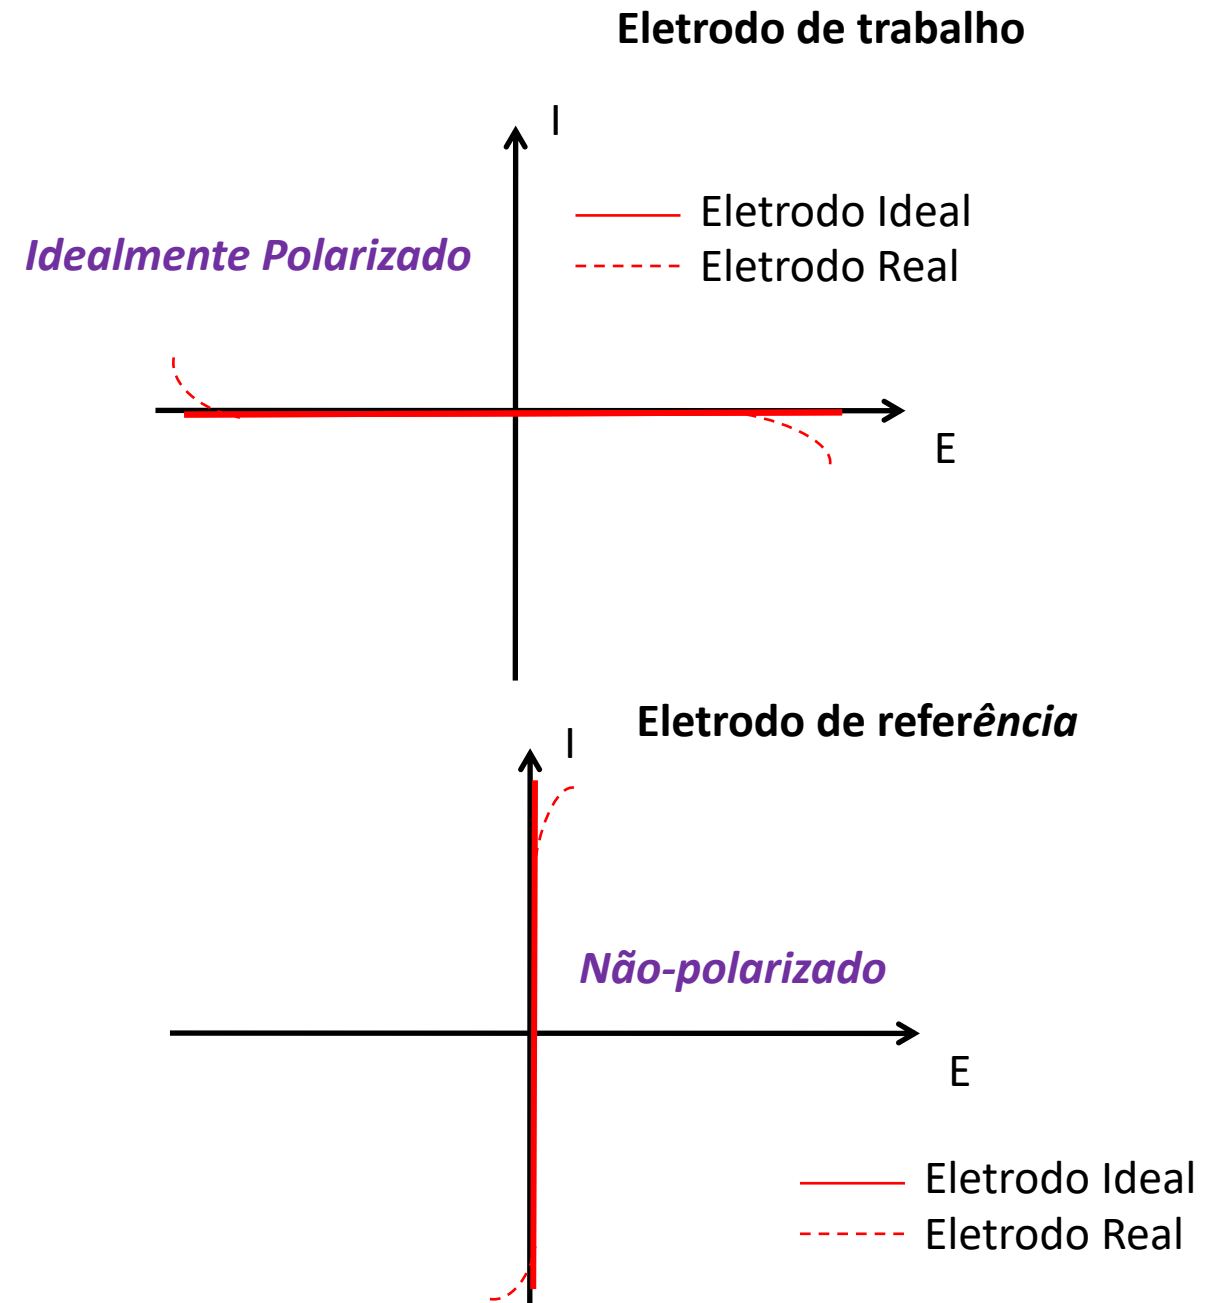 Eletrodo de trabalho
I
Eletrodo Ideal
Idealmente Polarizado
Eletrodo Real
E
Eletrodo de referência
I
Não-polarizado
E
Eletrodo Ideal
Eletrodo Real